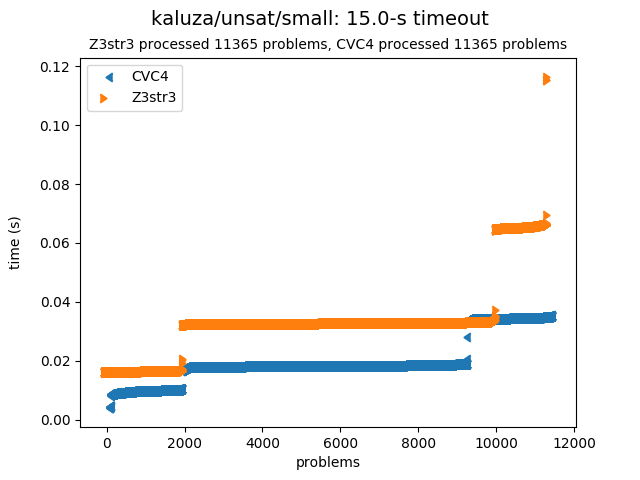 kaluza/unsat/small: 15.0-s timeout
Z3str3 processed 11365 problems, CVC4 processed 11365 problems
CVC4
Z3str3
0.12
0.10
0.08
0.06
0.04
0.02
0.00
time (s)
0
2000
4000
6000
8000
10000
12000
problems